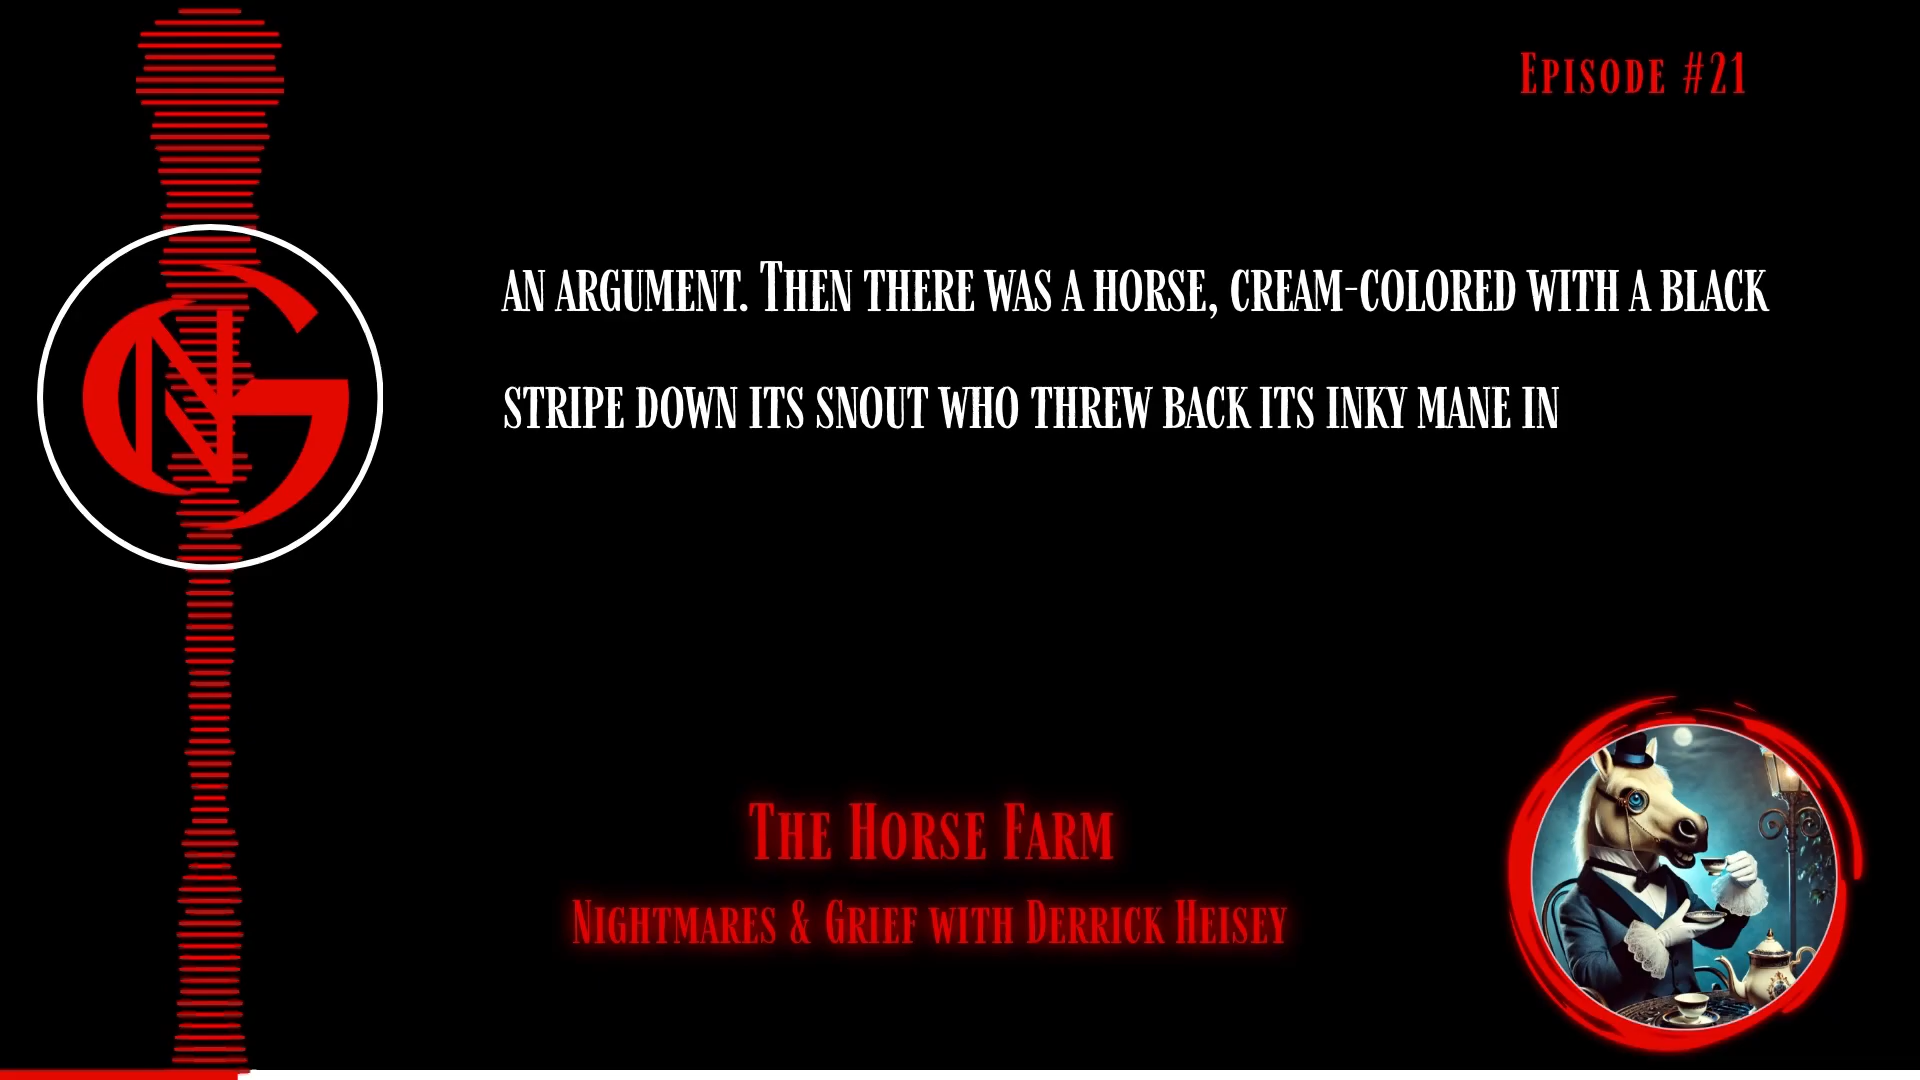 Episode #21
an argument. Then there was a horse, cream-colored with a black
stripe down its snout who threw back its inky mane in
NG
The Horse Farm
Nightmares & Grief with Derrick Heisey